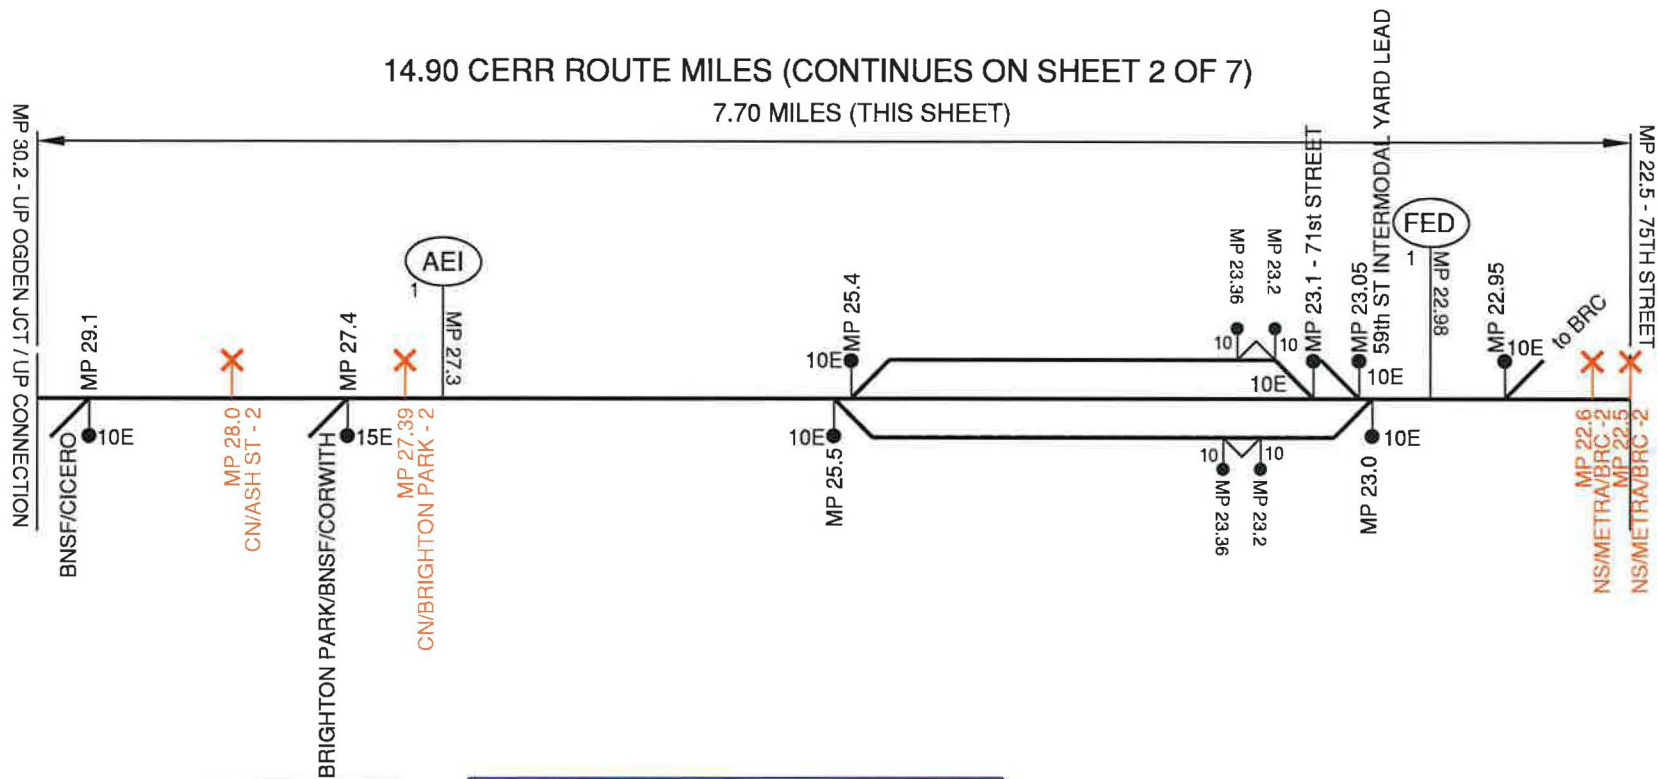 14.90 CERR ROUTE MILES (CONTINUES ON SHEET 2 OF 7)
7.70 MILES (THIS SHEET)
MP 30.2 - UP OGDEN JCT / UP CONNECTION
MP 29.1
10E
BNSF/CICERO
MP 28.0
CN/ASH ST - 2
MP 27.4
15E
BRIGHTON PARK/BNSF/CORWITH
MP 27.39
CN/BRIGHTON PARK - 2
AEI
1
MP 27.3
10E
MP 25.4
10E
MP 25.5
MP 23.36
MP 23.2
10
10
10
10
MP 23.36
MP 23.2
MP 23.1 - 71st STREET
10E
MP 23.05
10E
59th ST INTERMODAL YARD LEAD
10E
MP 23.0
FED
1
MP 22.98
MP 22.95
10E
to BRC
MP 22.6
NS/METRA/BRC -2
MP 22.5
NS/METRA/BRC -2
MP 22.5 - 75TH STREET